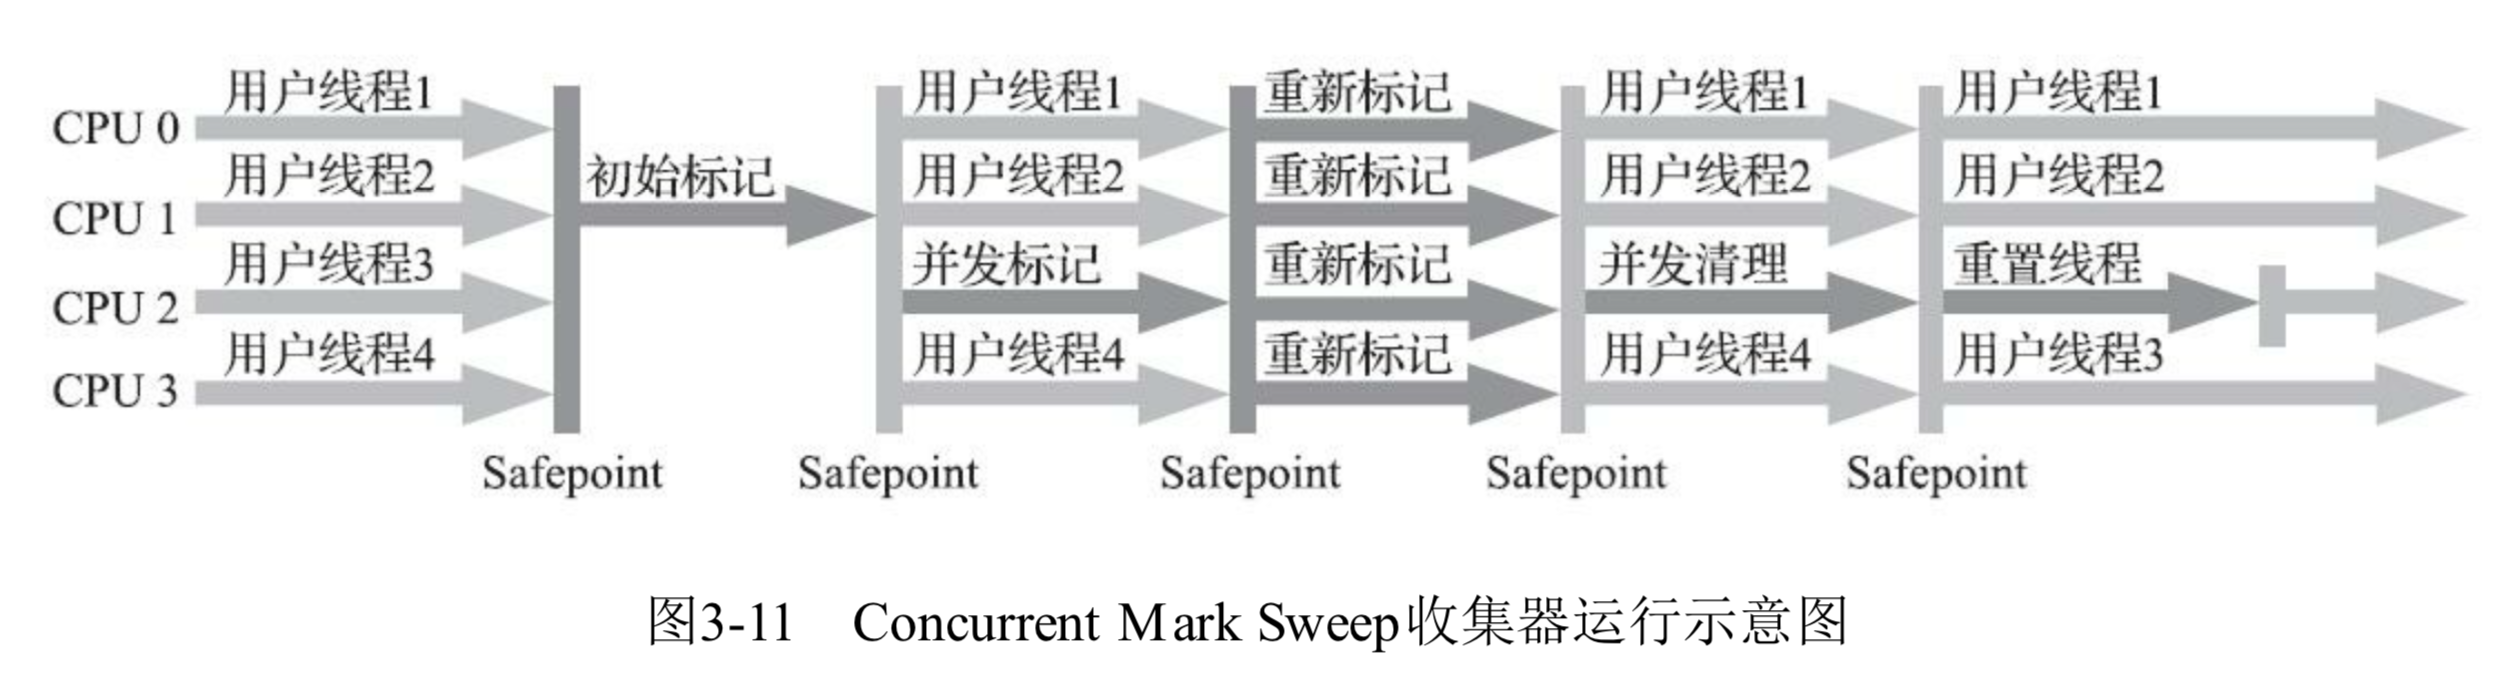 用户线程1 用户线程1 重新标记 用户线程1 用户线程1
CPU 0
用户线程2 初始标记 用户线程2 重新标记 用户线程2 用户线程2
CPU 1
用户线程3 并发标记 重新标记 并发清理 重置线程
CPU 2
用户线程4 用户线程4 重新标记 用户线程4 用户线程3
CPU 3
Safepoint Safepoint Safepoint Safepoint Safepoint
图3-11 Concurrent Mark Sweep收集器运行示意图